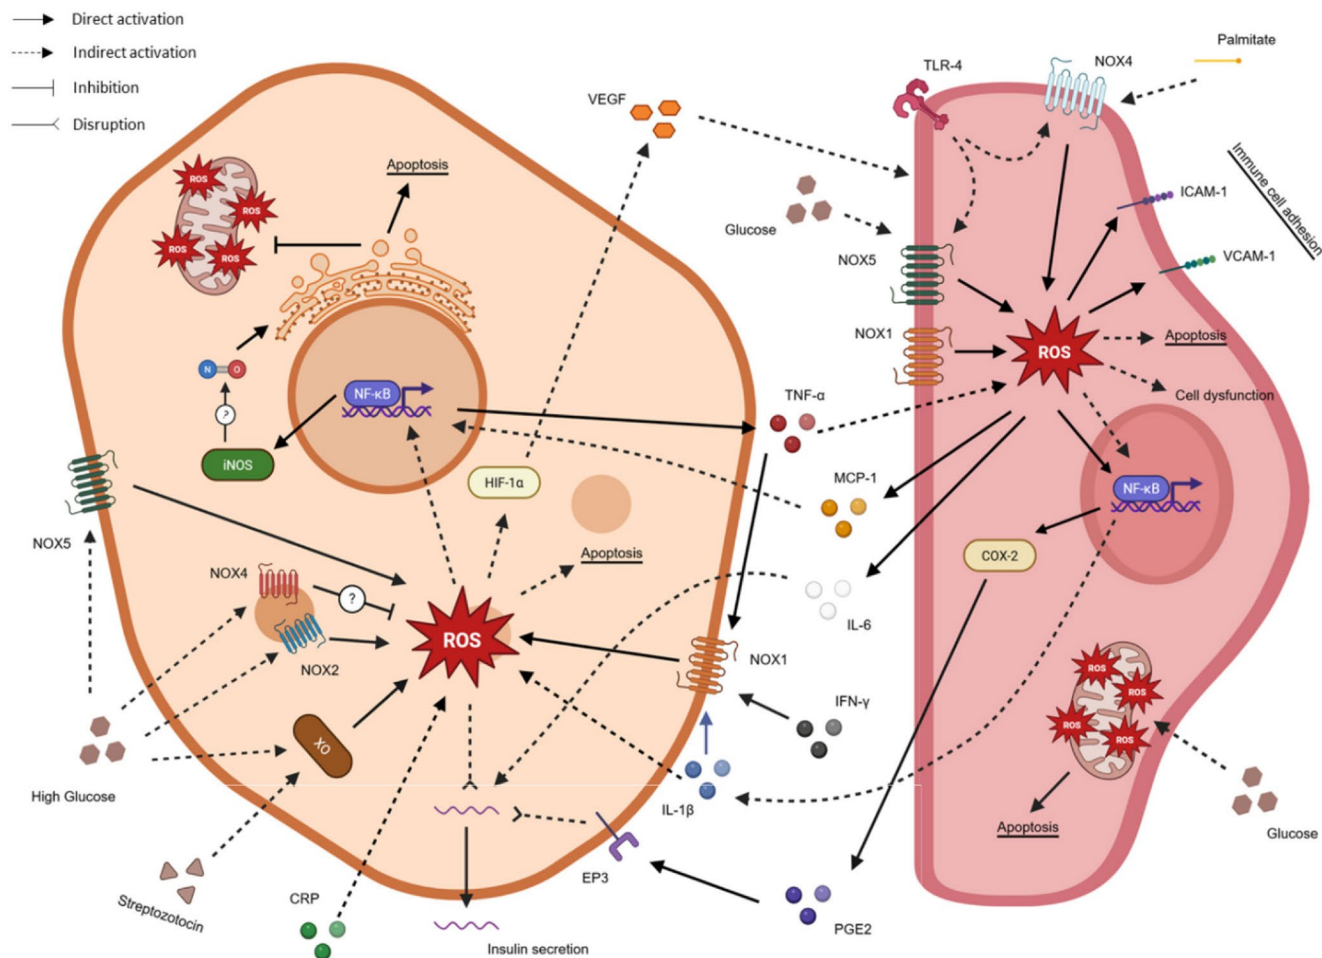 Direct activation
Indirect activation
Inhibition
Disruption
Palmitate
NOX4
TLR-4
VEGF
Immune cell adhesion
ROS
Apoptosis
ROS
ROS
ROS
Glucose
ICAM-1
VCAM-1
NOX5
NOX1
ROS
Apoptosis
Cell dysfunction
N
O
?
NF-κB
iNOS
TNF-α
HIF-1α
MCP-1
NF-κB
COX-2
NOX5
NOX4
?
Apoptosis
ROS
NOX2
IL-6
NOX1
IFN-γ
XO
High Glucose
IL-1β
ROS
ROS
ROS
ROS
Apoptosis
Glucose
EP3
Streptozotocin
CRP
Insulin secretion
PGE2